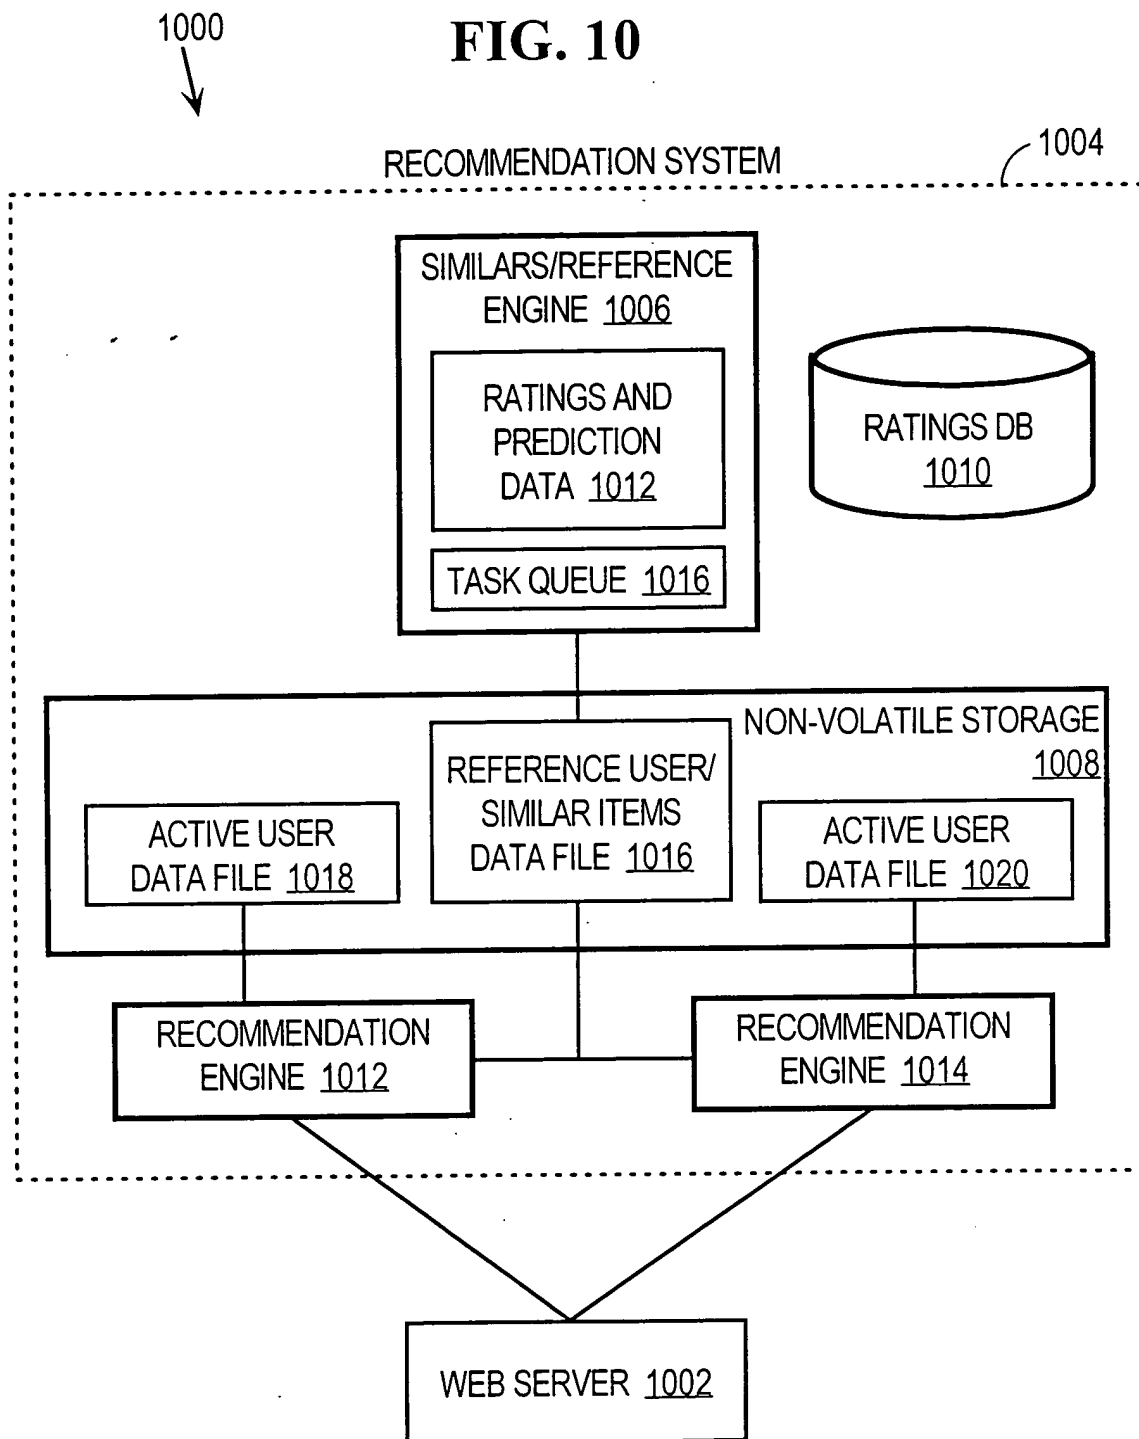 1000
FIG. 10
RECOMMENDATION SYSTEM
1004
SIMILARS/REFERENCE
ENGINE 1006
RATINGS AND
PREDICTION
DATA 1012
TASK QUEUE 1016
RATINGS DB
1010
NON-VOLATILE STORAGE
1008
REFERENCE USER/
SIMILAR ITEMS
DATA FILE 1016
ACTIVE USER
DATA FILE 1018
ACTIVE USER
DATA FILE 1020
RECOMMENDATION
ENGINE 1012
RECOMMENDATION
ENGINE 1014
WEB SERVER 1002